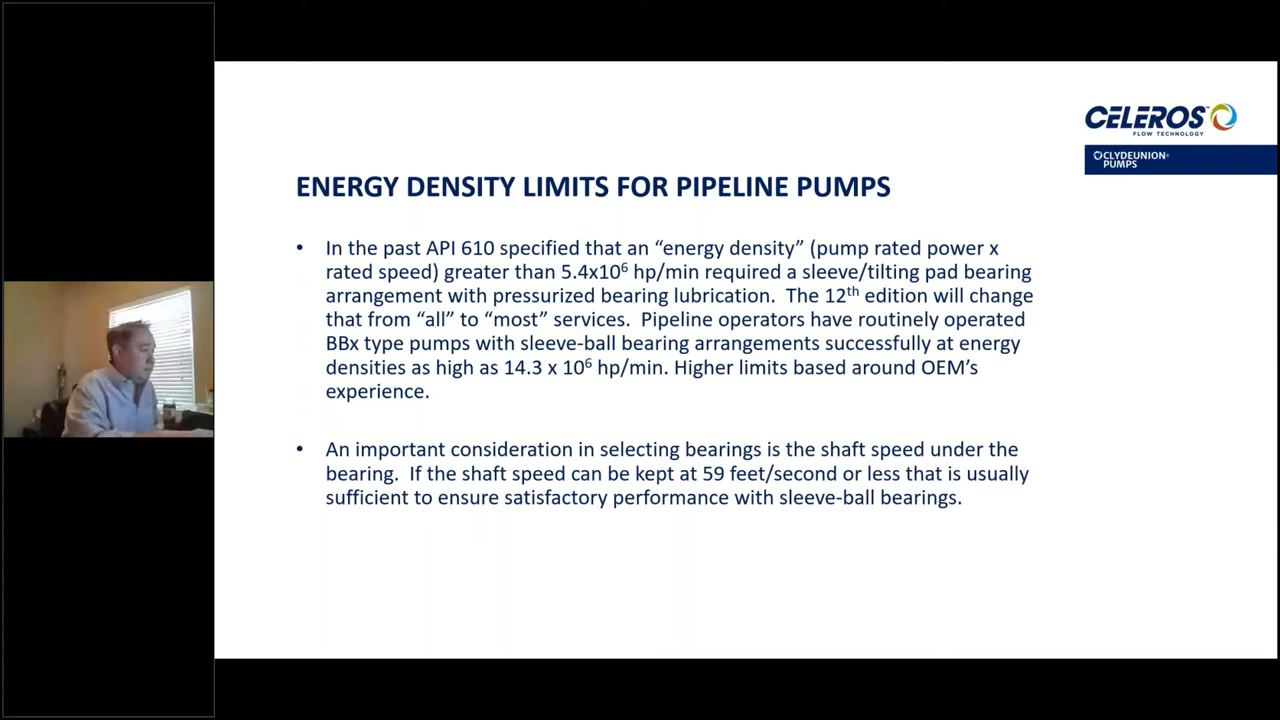 CELEROS
FLOW TECHNOLOGY
CLYDEUNION®
PUMPS
ENERGY DENSITY LIMITS FOR PIPELINE PUMPS
• In the past API 610 specified that an “energy density” (pump rated power x
rated speed) greater than 5.4x10⁶ hp/min required a sleeve/tilting pad bearing
arrangement with pressurized bearing lubrication. The 12th edition will change
that from “all” to “most” services. Pipeline operators have routinely operated
BBx type pumps with sleeve-ball bearing arrangements successfully at energy
densities as high as 14.3 x 10⁶ hp/min. Higher limits based around OEM’s
experience.
• An important consideration in selecting bearings is the shaft speed under the
bearing. If the shaft speed can be kept at 59 feet/second or less that is usually
sufficient to ensure satisfactory performance with sleeve-ball bearings.